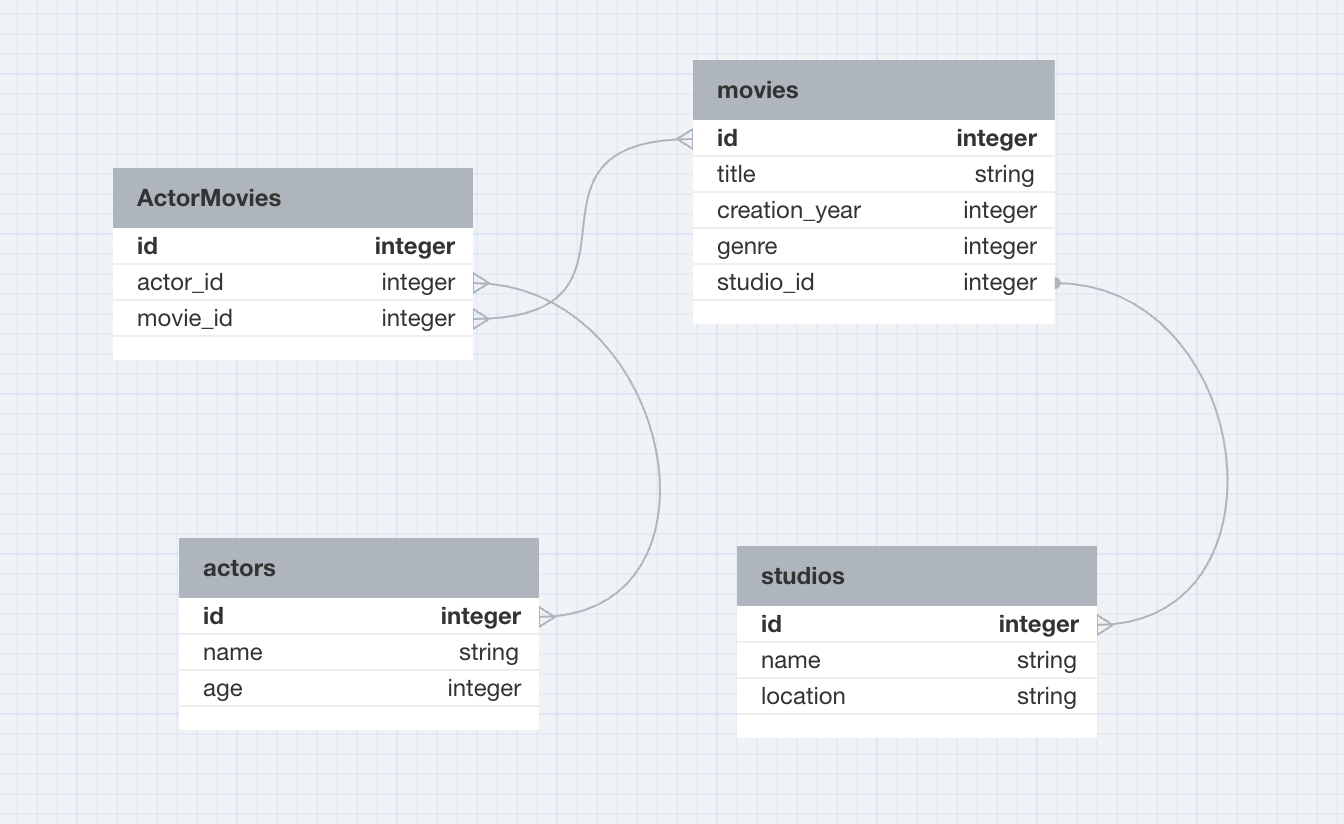 movies
id integer
title string
creation_year integer
genre integer
studio_id integer
ActorMovies
id integer
actor_id integer
movie_id integer
actors
id integer
name string
age integer
studios
id integer
name string
location string